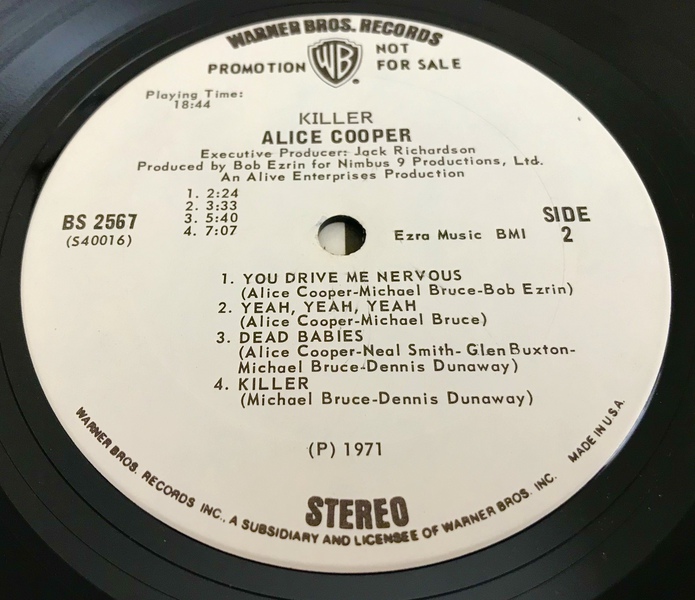 WARNER BROS. RECORDS
PROMOTION WB NOT
FOR SALE
Playing Time:
18:44
KILLER
ALICE COOPER
Executive Producer: Jack Richardson
Produced by Bob Ezrin for Nimbus 9 Productions, Ltd.
An Alive Enterprises Production
1. 2:24
2. 3:33
3. 5:40
4. 7:07
BS 2567
(S40016)
Ezra Music BMI
SIDE
2
1. YOU DRIVE ME NERVOUS
(Alice Cooper-Michael Bruce-Bob Ezrin)
2. YEAH, YEAH, YEAH
(Alice Cooper-Michael Bruce)
3. DEAD BABIES
(Alice Cooper-Neal Smith- Glen Buxton-
Michael Bruce-Dennis Dunaway)
4. KILLER
(Michael Bruce-Dennis Dunaway)
(P) 1971
STEREO
WARNER BROS. RECORDS INC., A SUBSIDIARY AND LICENSEE OF WARNER BROS. INC. MADE IN U.S.A.